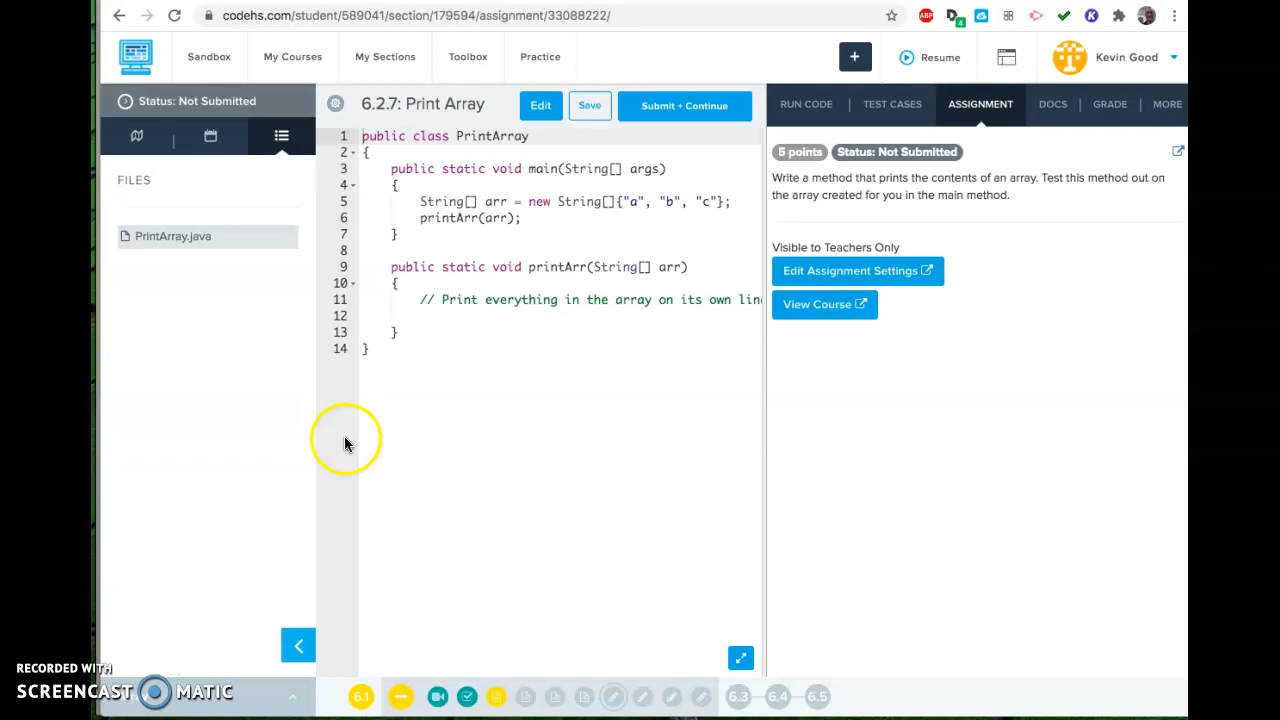 codehs.com/student/589041/section/179594/assignment/33088222/
ABP
4
K
Sandbox
My Courses
My Sections
Toolbox
Practice
+
Resume
Kevin Good
Status: Not Submitted
6.2.7: Print Array
Edit
Save
Submit + Continue
RUN CODE
TEST CASES
ASSIGNMENT
DOCS
GRADE
MORE
FILES
PrintArray.java
1 public class PrintArray
2 {
3 public static void main(String[] args)
4 {
5 String[] arr = new String[]{"a", "b", "c"};
6 printArr(arr);
7 }
8
9 public static void printArr(String[] arr)
10 {
11 // Print everything in the array on its own lin
12
13 }
14 }
5 points
Status: Not Submitted
Write a method that prints the contents of an array. Test this method out on
the array created for you in the main method.
Visible to Teachers Only
Edit Assignment Settings
View Course
RECORDED WITH
SCREENCAST MATIC
6.1
6.3
6.4
6.5